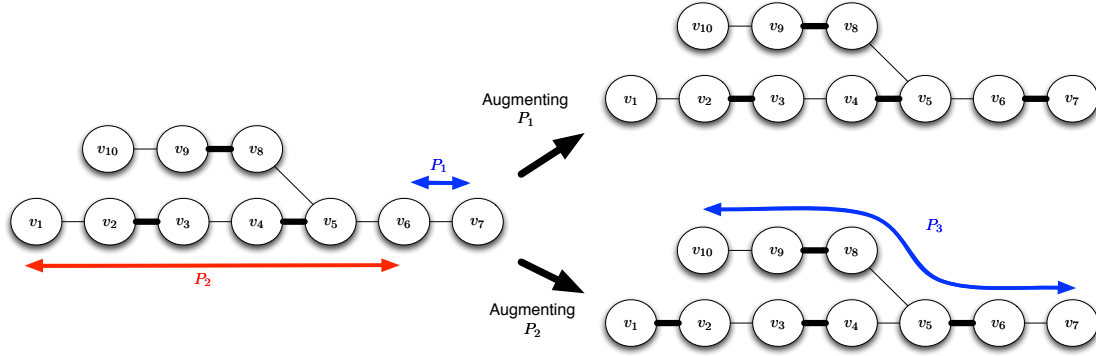 v10 v9 v8
v1 v2 v3 v4 v5 v6 v7
P1
P2
Augmenting
P1
v10 v9 v8
v1 v2 v3 v4 v5 v6 v7
Augmenting
P2
v10 v9 v8
v1 v2 v3 v4 v5 v6 v7
P3